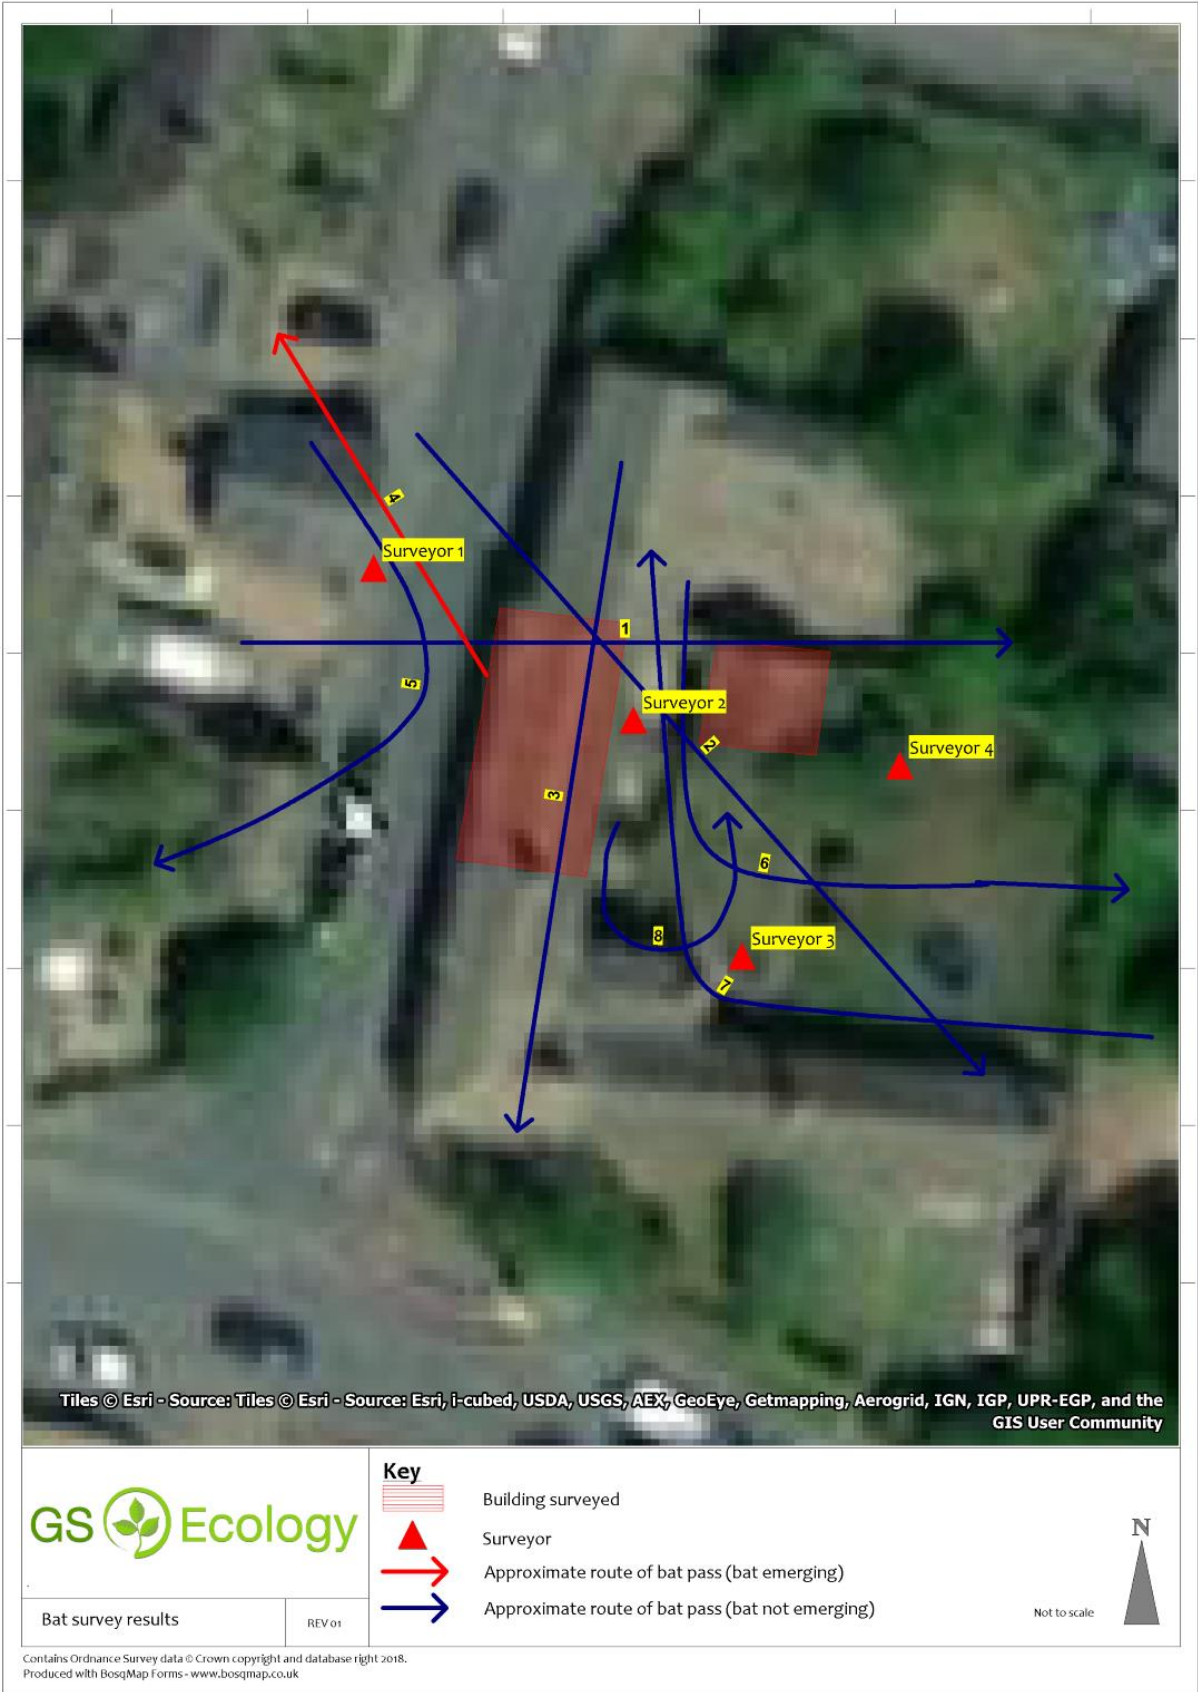 4
Surveyor 1
1
5
Surveyor 2
2
Surveyor 4
3
6
8
Surveyor 3
7
Tiles © Esri - Source: Tiles © Esri - Source: Esri, i-cubed, USDA, USGS, AEX, GeoEye, Getmapping, Aerogrid, IGN, IGP, UPR-EGP, and the
GIS User Community
GS Ecology
Bat survey results
REV 01
Key
Building surveyed
Surveyor
Approximate route of bat pass (bat emerging)
Approximate route of bat pass (bat not emerging)
N
Not to scale
Contains Ordnance Survey data © Crown copyright and database right 2018.
Produced with BosqMap Forms - www.bosqmap.co.uk